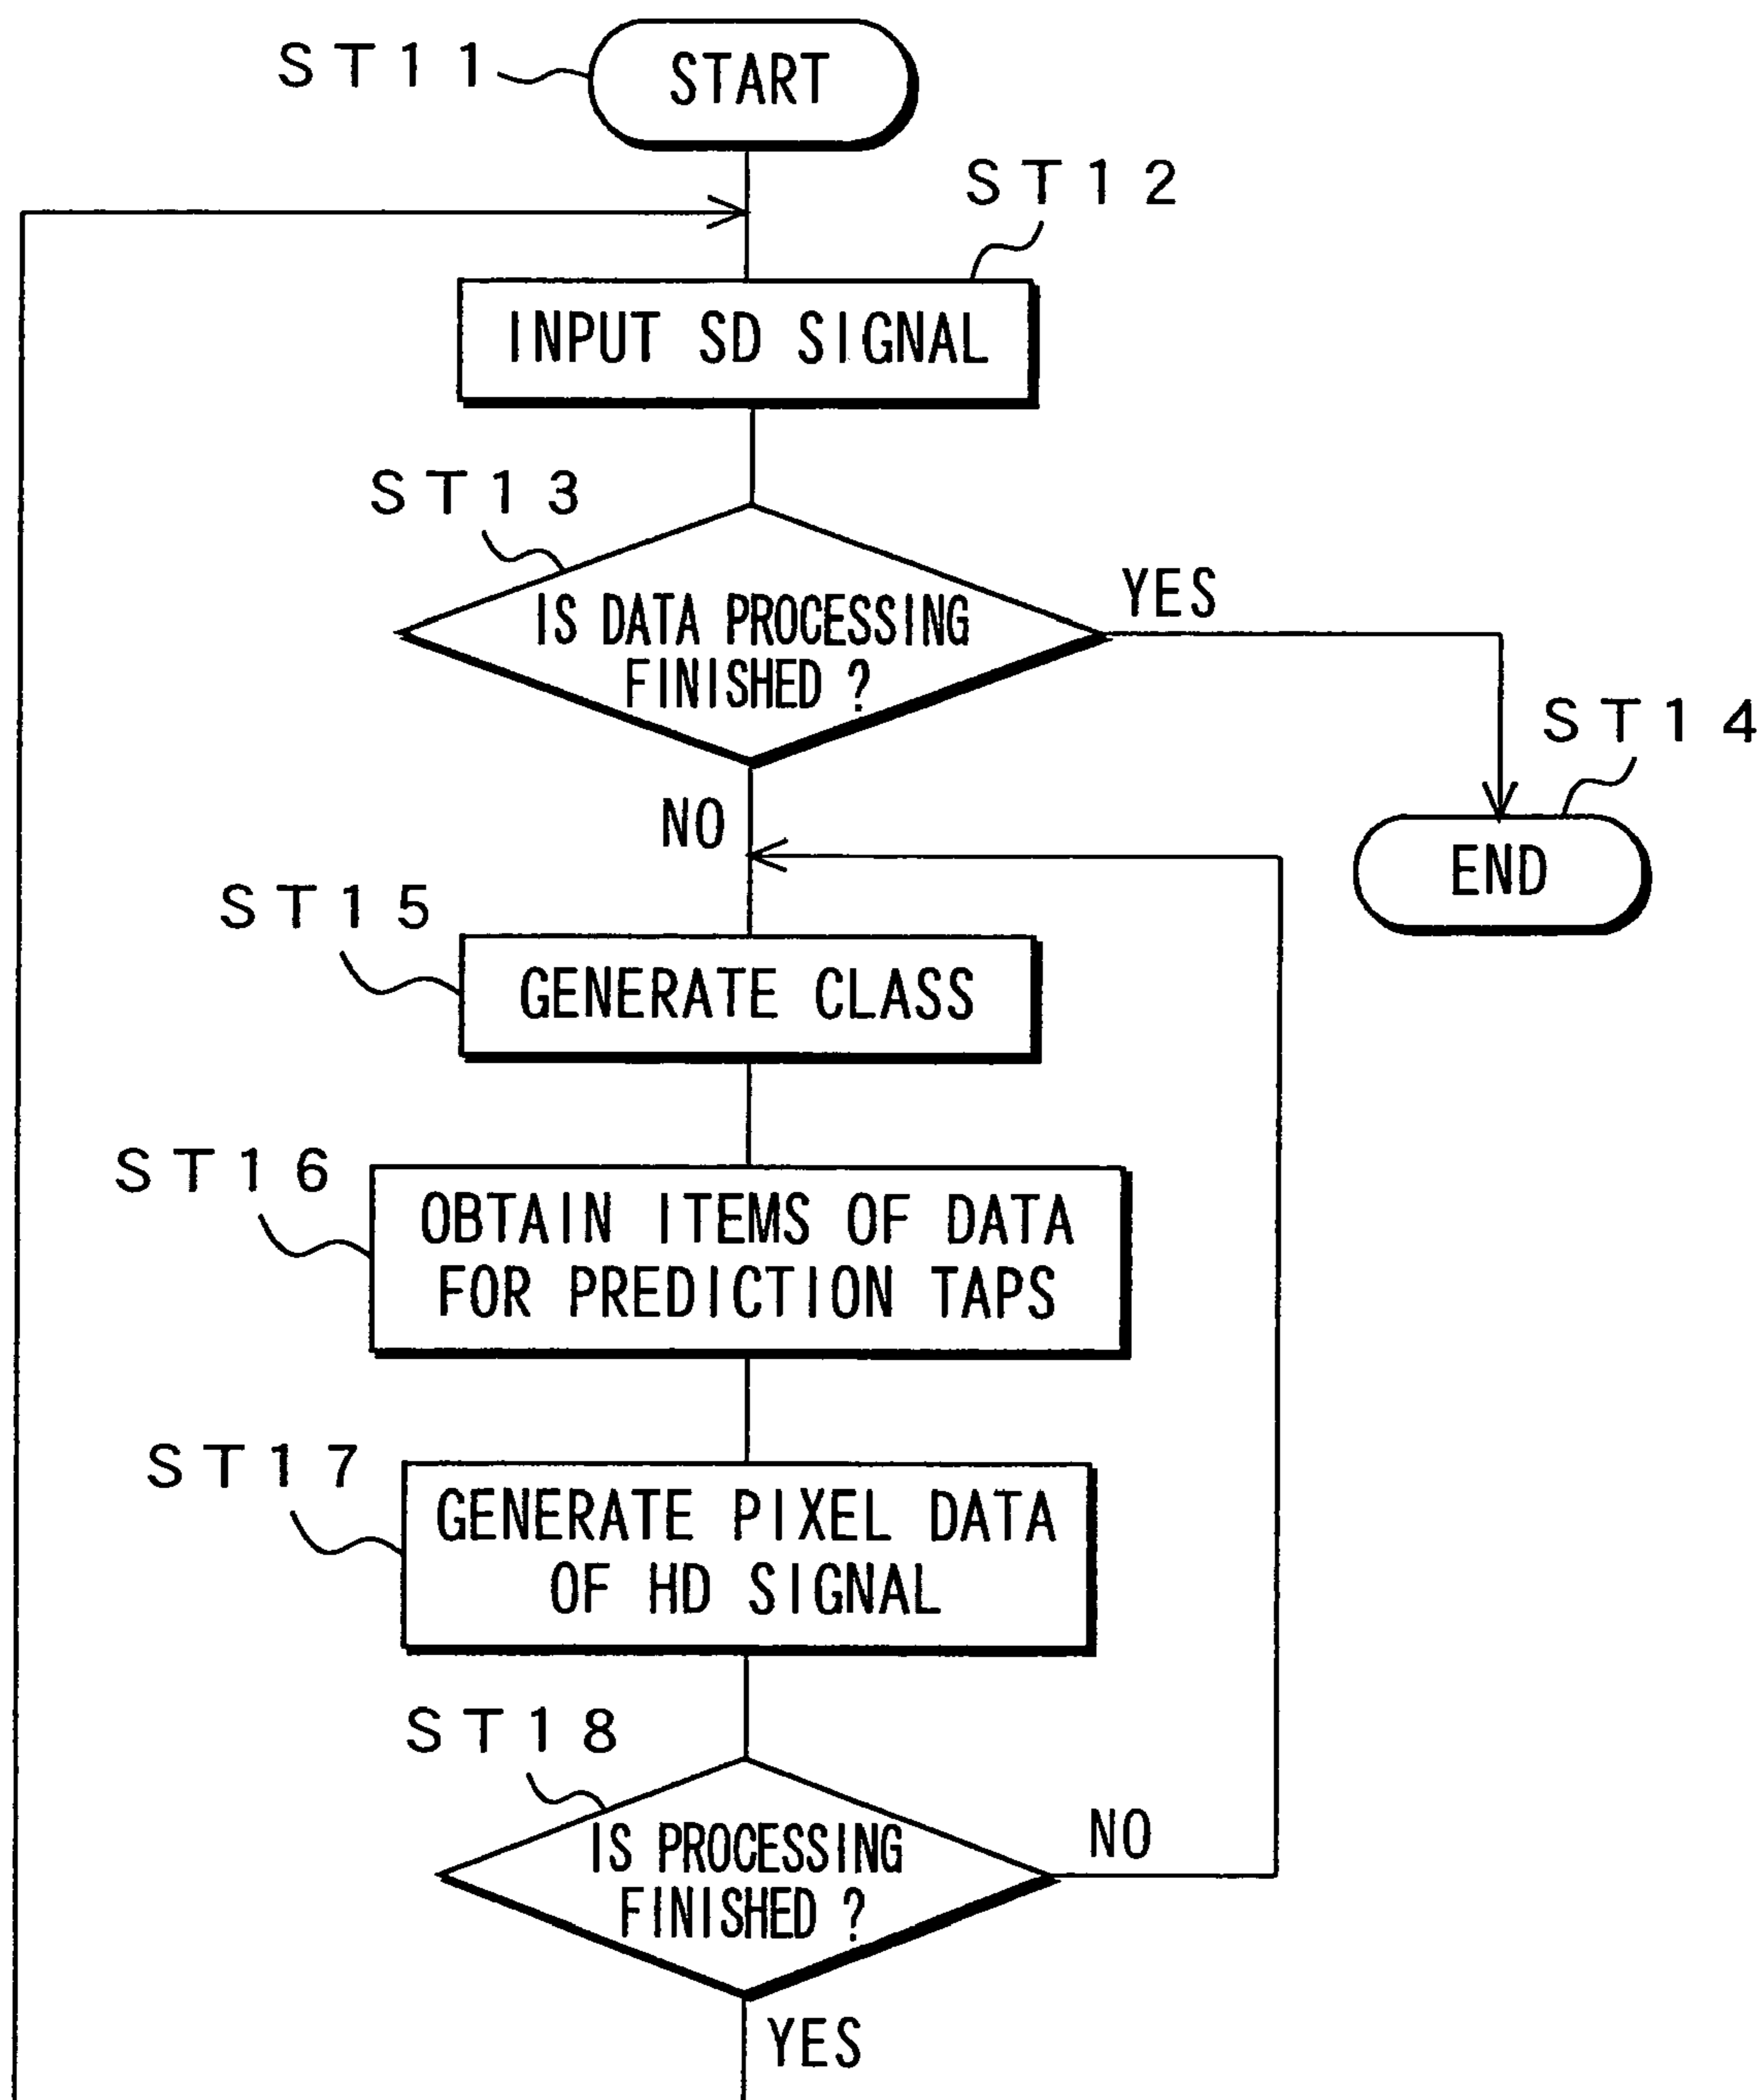 ST11
START
ST12
INPUT SD SIGNAL
ST13
IS DATA PROCESSING
FINISHED ?
YES
ST14
NO
END
ST15
GENERATE CLASS
ST16
OBTAIN ITEMS OF DATA
FOR PREDICTION TAPS
ST17
GENERATE PIXEL DATA
OF HD SIGNAL
ST18
IS PROCESSING
FINISHED ?
NO
YES